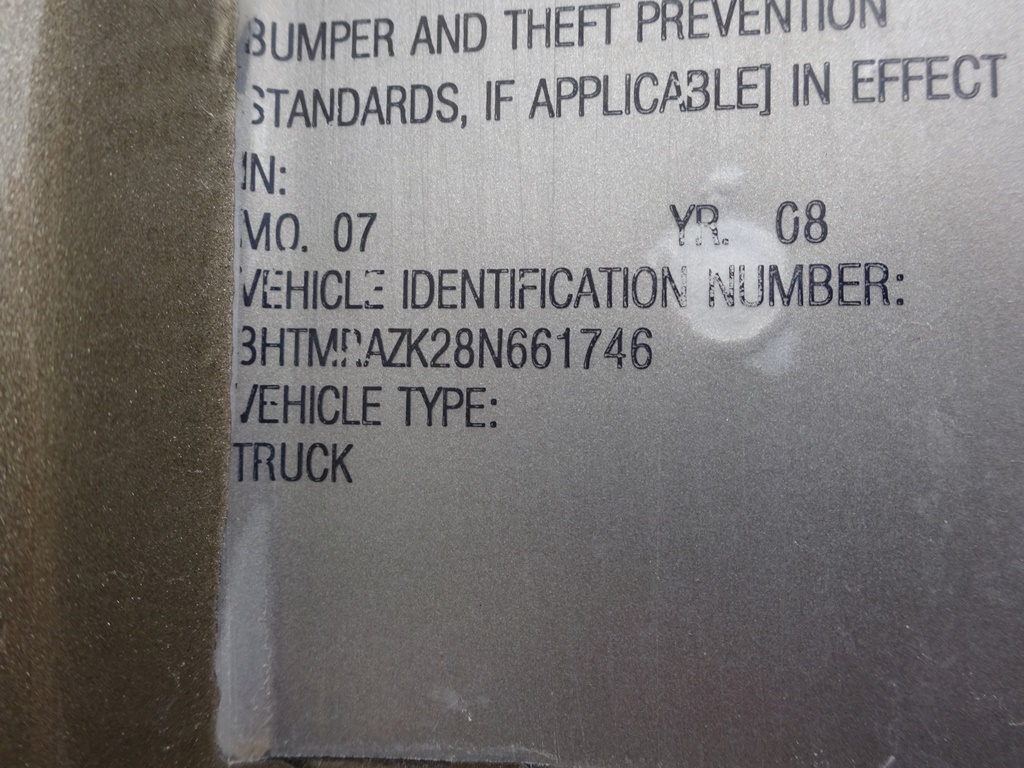 BUMPER AND THEFT PREVENTION
STANDARDS, IF APPLICABLE] IN EFFECT
IN:
MO. 07 YR. 08
VEHICLE IDENTIFICATION NUMBER:
3HTMRAZK28N661746
VEHICLE TYPE:
TRUCK